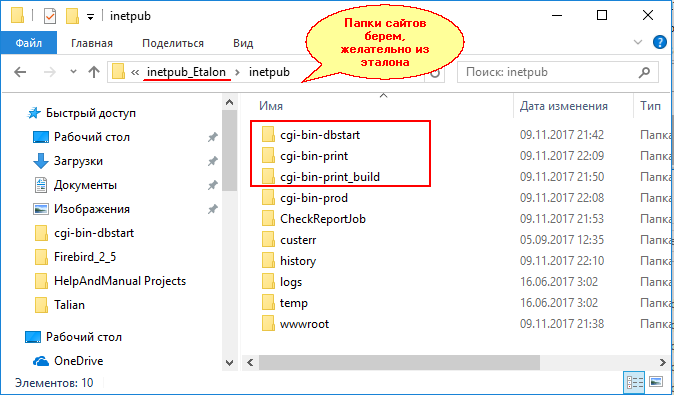 inetpub
Папки сайтов
берем,
желательно из
эталона
Файл Главная Поделиться Вид
« inetpub_Etalon › inetpub
Поиск: inetpub
Имя Дата изменения Тип
Быстрый доступ
Рабочий стол
Загрузки
Документы
Изображения
cgi-bin-dbstart
Firebird_2_5
HelpAndManual Projects
Talian
Рабочий стол
OneDrive
cgi-bin-dbstart 09.11.2017 21:42 Папка
cgi-bin-print 09.11.2017 22:09 Папка
cgi-bin-print_build 09.11.2017 21:50 Папка
cgi-bin-prod 09.11.2017 22:08 Папка
CheckReportJob 09.11.2017 21:53 Папка
custerr 05.09.2017 12:35 Папка
history 09.11.2017 22:10 Папка
logs 16.06.2017 3:02 Папка
temp 16.06.2017 3:02 Папка
wwwroot 09.11.2017 21:38 Папка
Элементов: 10